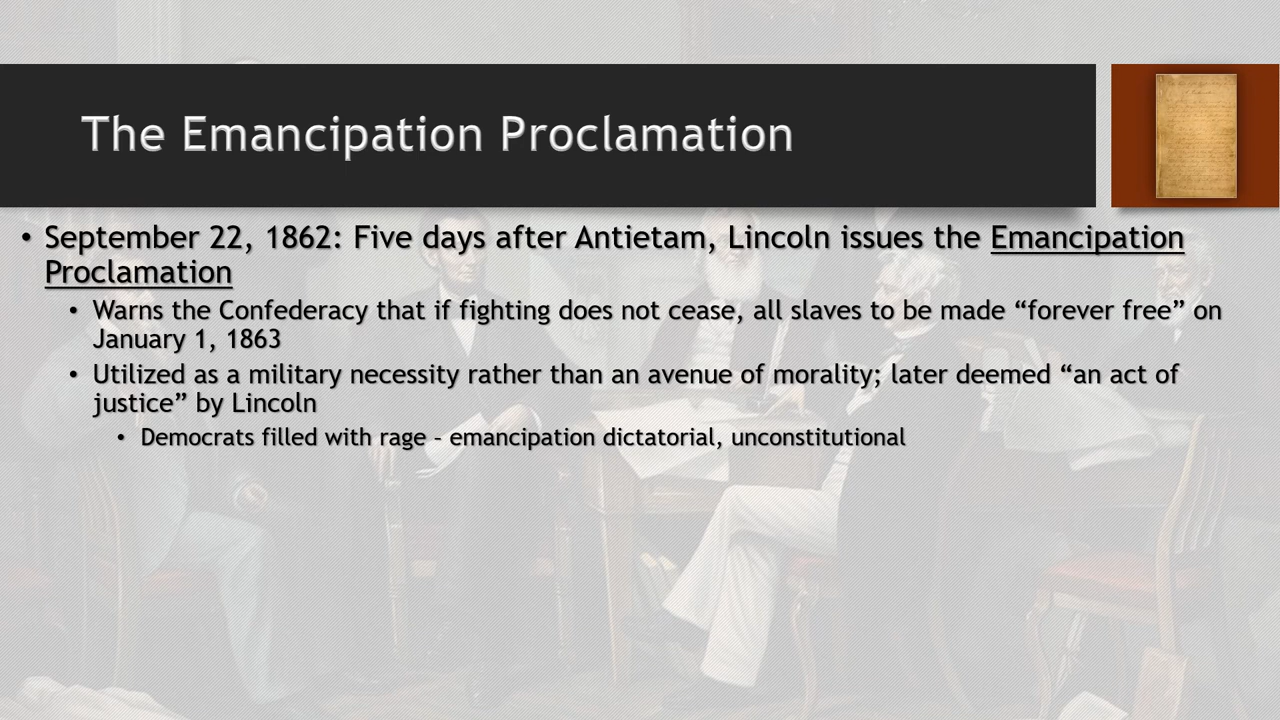 The Emancipation Proclamation
• September 22, 1862: Five days after Antietam, Lincoln issues the Emancipation
Proclamation
• Warns the Confederacy that if fighting does not cease, all slaves to be made “forever free” on
January 1, 1863
• Utilized as a military necessity rather than an avenue of morality; later deemed “an act of
justice” by Lincoln
• Democrats filled with rage – emancipation dictatorial, unconstitutional